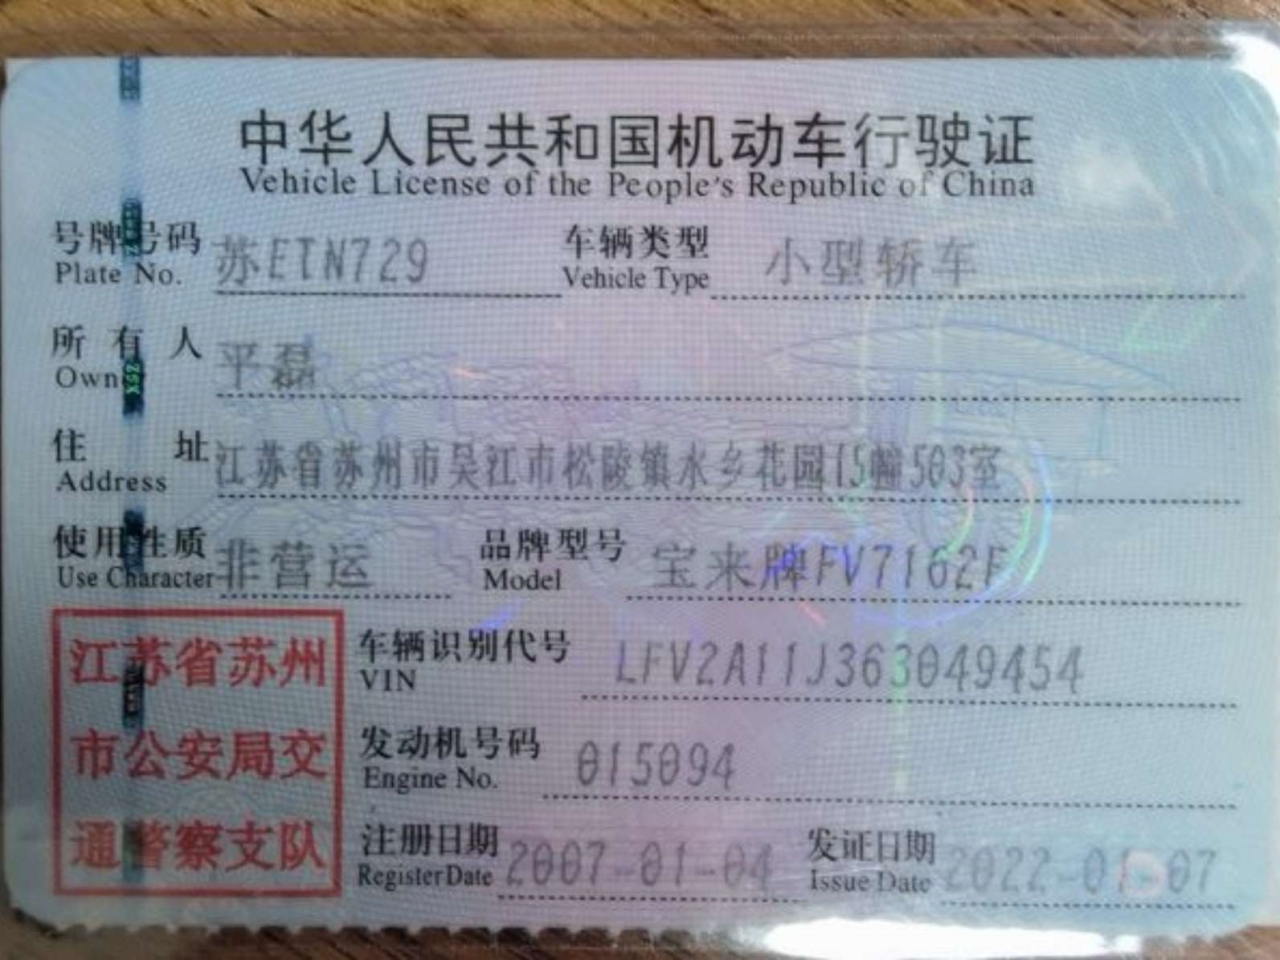 中华人民共和国机动车行驶证
Vehicle License of the People's Republic of China
号牌号码 苏ETN729 车辆类型 小型轿车
Plate No. Vehicle Type
所有人 平磊
Owner
住址 江苏省苏州市吴江市松陵镇水乡花园15幢503室
Address
使用性质 非营运 品牌型号 宝来牌FV7162F
Use Character Model
江苏省苏州
市公安局交
通警察支队
车辆识别代号 LFV2A11J363049454
VIN
发动机号码 015094
Engine No.
注册日期 2007-01-04 发证日期 2022-01-07
Register Date Issue Date